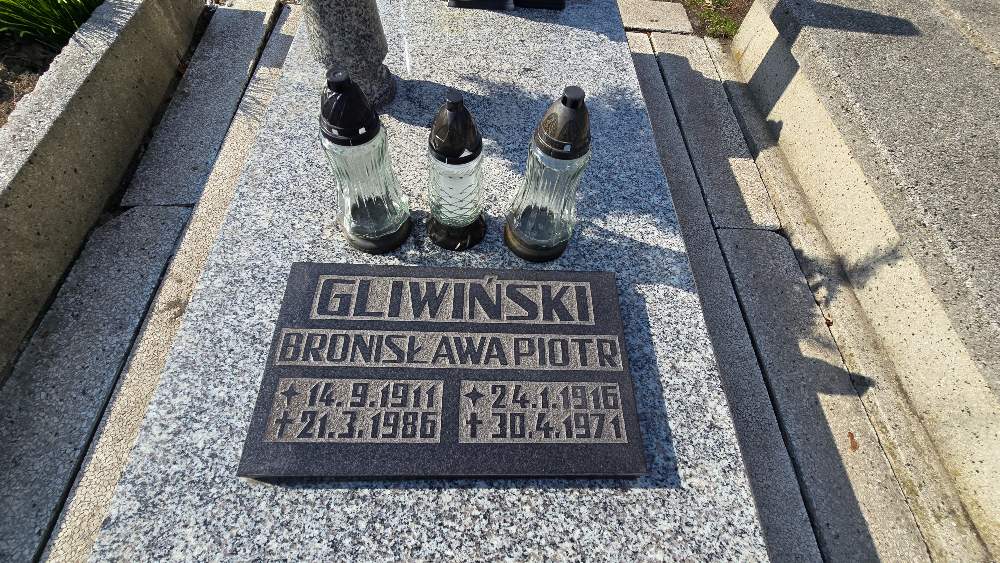 GLIWIŃSKI
BRONISŁAWA PIOTR
✦ 14.9.1911 ✦ 24.1.1916
✝ 21.3.1986 ✝ 30.4.1971